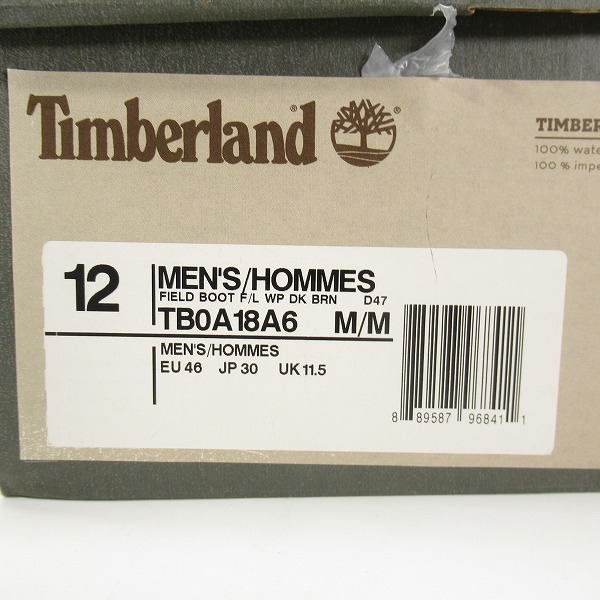 Timberland®
®
TIMBER
100% wate
100 % impe
12
MEN'S/HOMMES
FIELD BOOT F/L WP DK BRN D47
TB0A18A6 M/M
MEN'S/HOMMES
EU 46 JP 30 UK 11.5
8 89587 96841 1